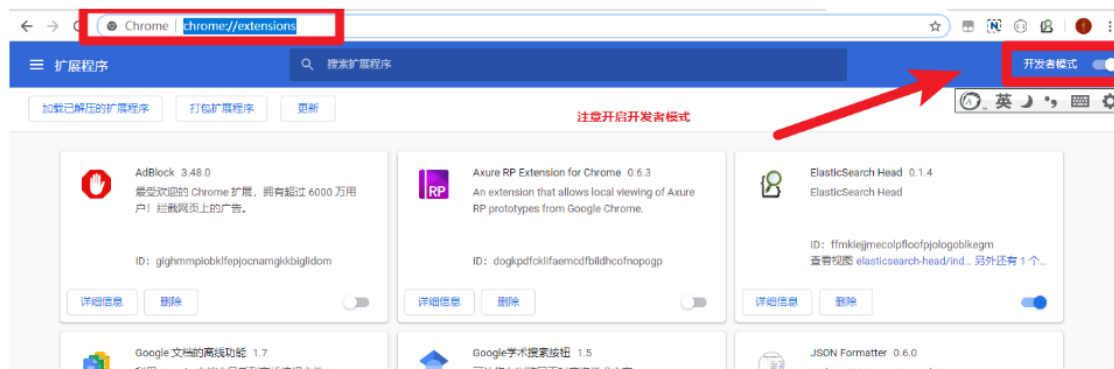 Chrome | chrome://extensions
扩展程序
搜索扩展程序
开发者模式
加载已解压的扩展程序
打包扩展程序
更新
注意开启开发者模式
英
AdBlock 3.48.0
最受欢迎的 Chrome 扩展，拥有超过 6000 万用
户！拦截网页上的广告。
ID：gighmmpiobklfepjocnamgkkbiglidom
详细信息
删除
RP
Axure RP Extension for Chrome 0.6.3
An extension that allows local viewing of Axure
RP prototypes from Google Chrome.
ID：dogkpdfcklifaemcdfbildhcofnopogp
详细信息
删除
ElasticSearch Head 0.1.4
ElasticSearch Head
ID：ffmkiejjmecolpfloofpjologoblkegm
查看视图 elasticsearch-head/ind... 另外还有 1 个...
详细信息
删除
Google 文档的离线功能 1.7
Google学术搜索按钮 1.5
JSON Formatter 0.6.0